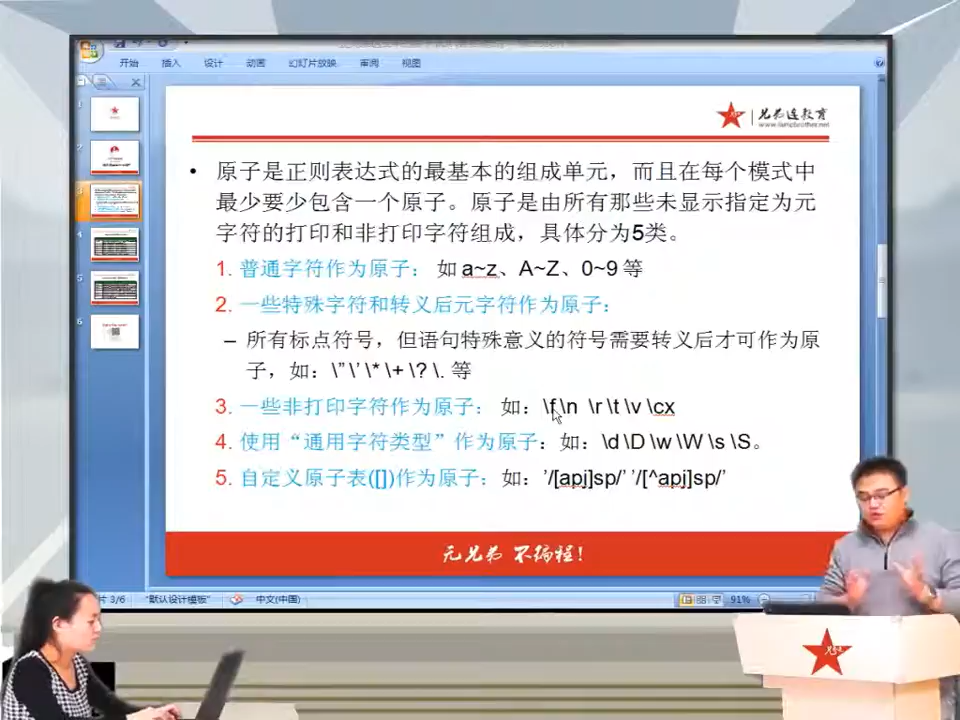 开始 插入 设计 动画 幻灯片放映 审阅 视图
兄弟连教育
www.lampbrother.net
• 原子是正则表达式的最基本的组成单元，而且在每个模式中
最少要少包含一个原子。原子是由所有那些未显示指定为元
字符的打印和非打印字符组成，具体分为5类。
1. 普通字符作为原子： 如 a~z、A~Z、0~9 等
2. 一些特殊字符和转义后元字符作为原子：
– 所有标点符号，但语句特殊意义的符号需要转义后才可作为原
子，如：\” \’ \* \+ \? \. 等
3. 一些非打印字符作为原子： 如：\f \n \r \t \v \cx
4. 使用“通用字符类型”作为原子：如：\d \D \w \W \s \S。
5. 自定义原子表([])作为原子：如：’/[apj]sp/’ ’/[^apj]sp/’
无兄弟 不编程!
片 3/6 "默认设计模板" 中文(中国) 91%